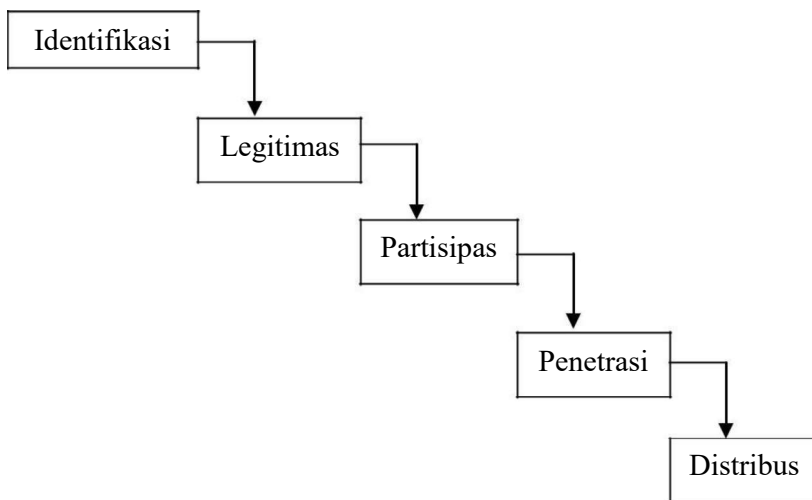 Identifikasi
Legitimas
Partisipas
Penetrasi
Distribus